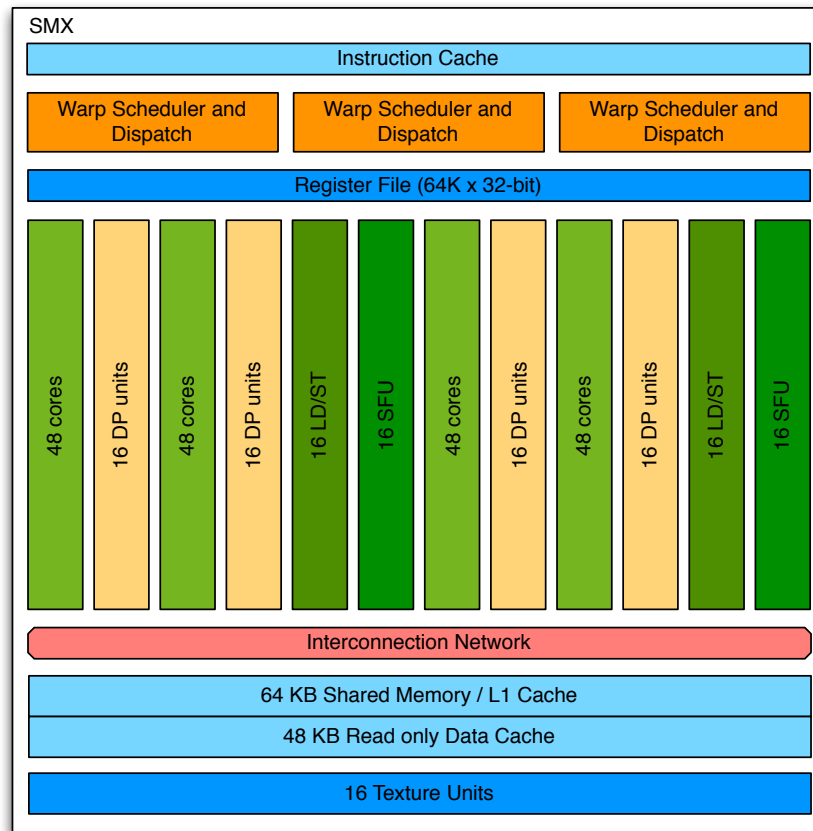 SMX
Instruction Cache
Warp Scheduler and
Dispatch
Warp Scheduler and
Dispatch
Warp Scheduler and
Dispatch
Register File (64K x 32-bit)
48 cores
16 DP units
48 cores
16 DP units
16 LD/ST
16 SFU
48 cores
16 DP units
48 cores
16 DP units
16 LD/ST
16 SFU
Interconnection Network
64 KB Shared Memory / L1 Cache
48 KB Read only Data Cache
16 Texture Units